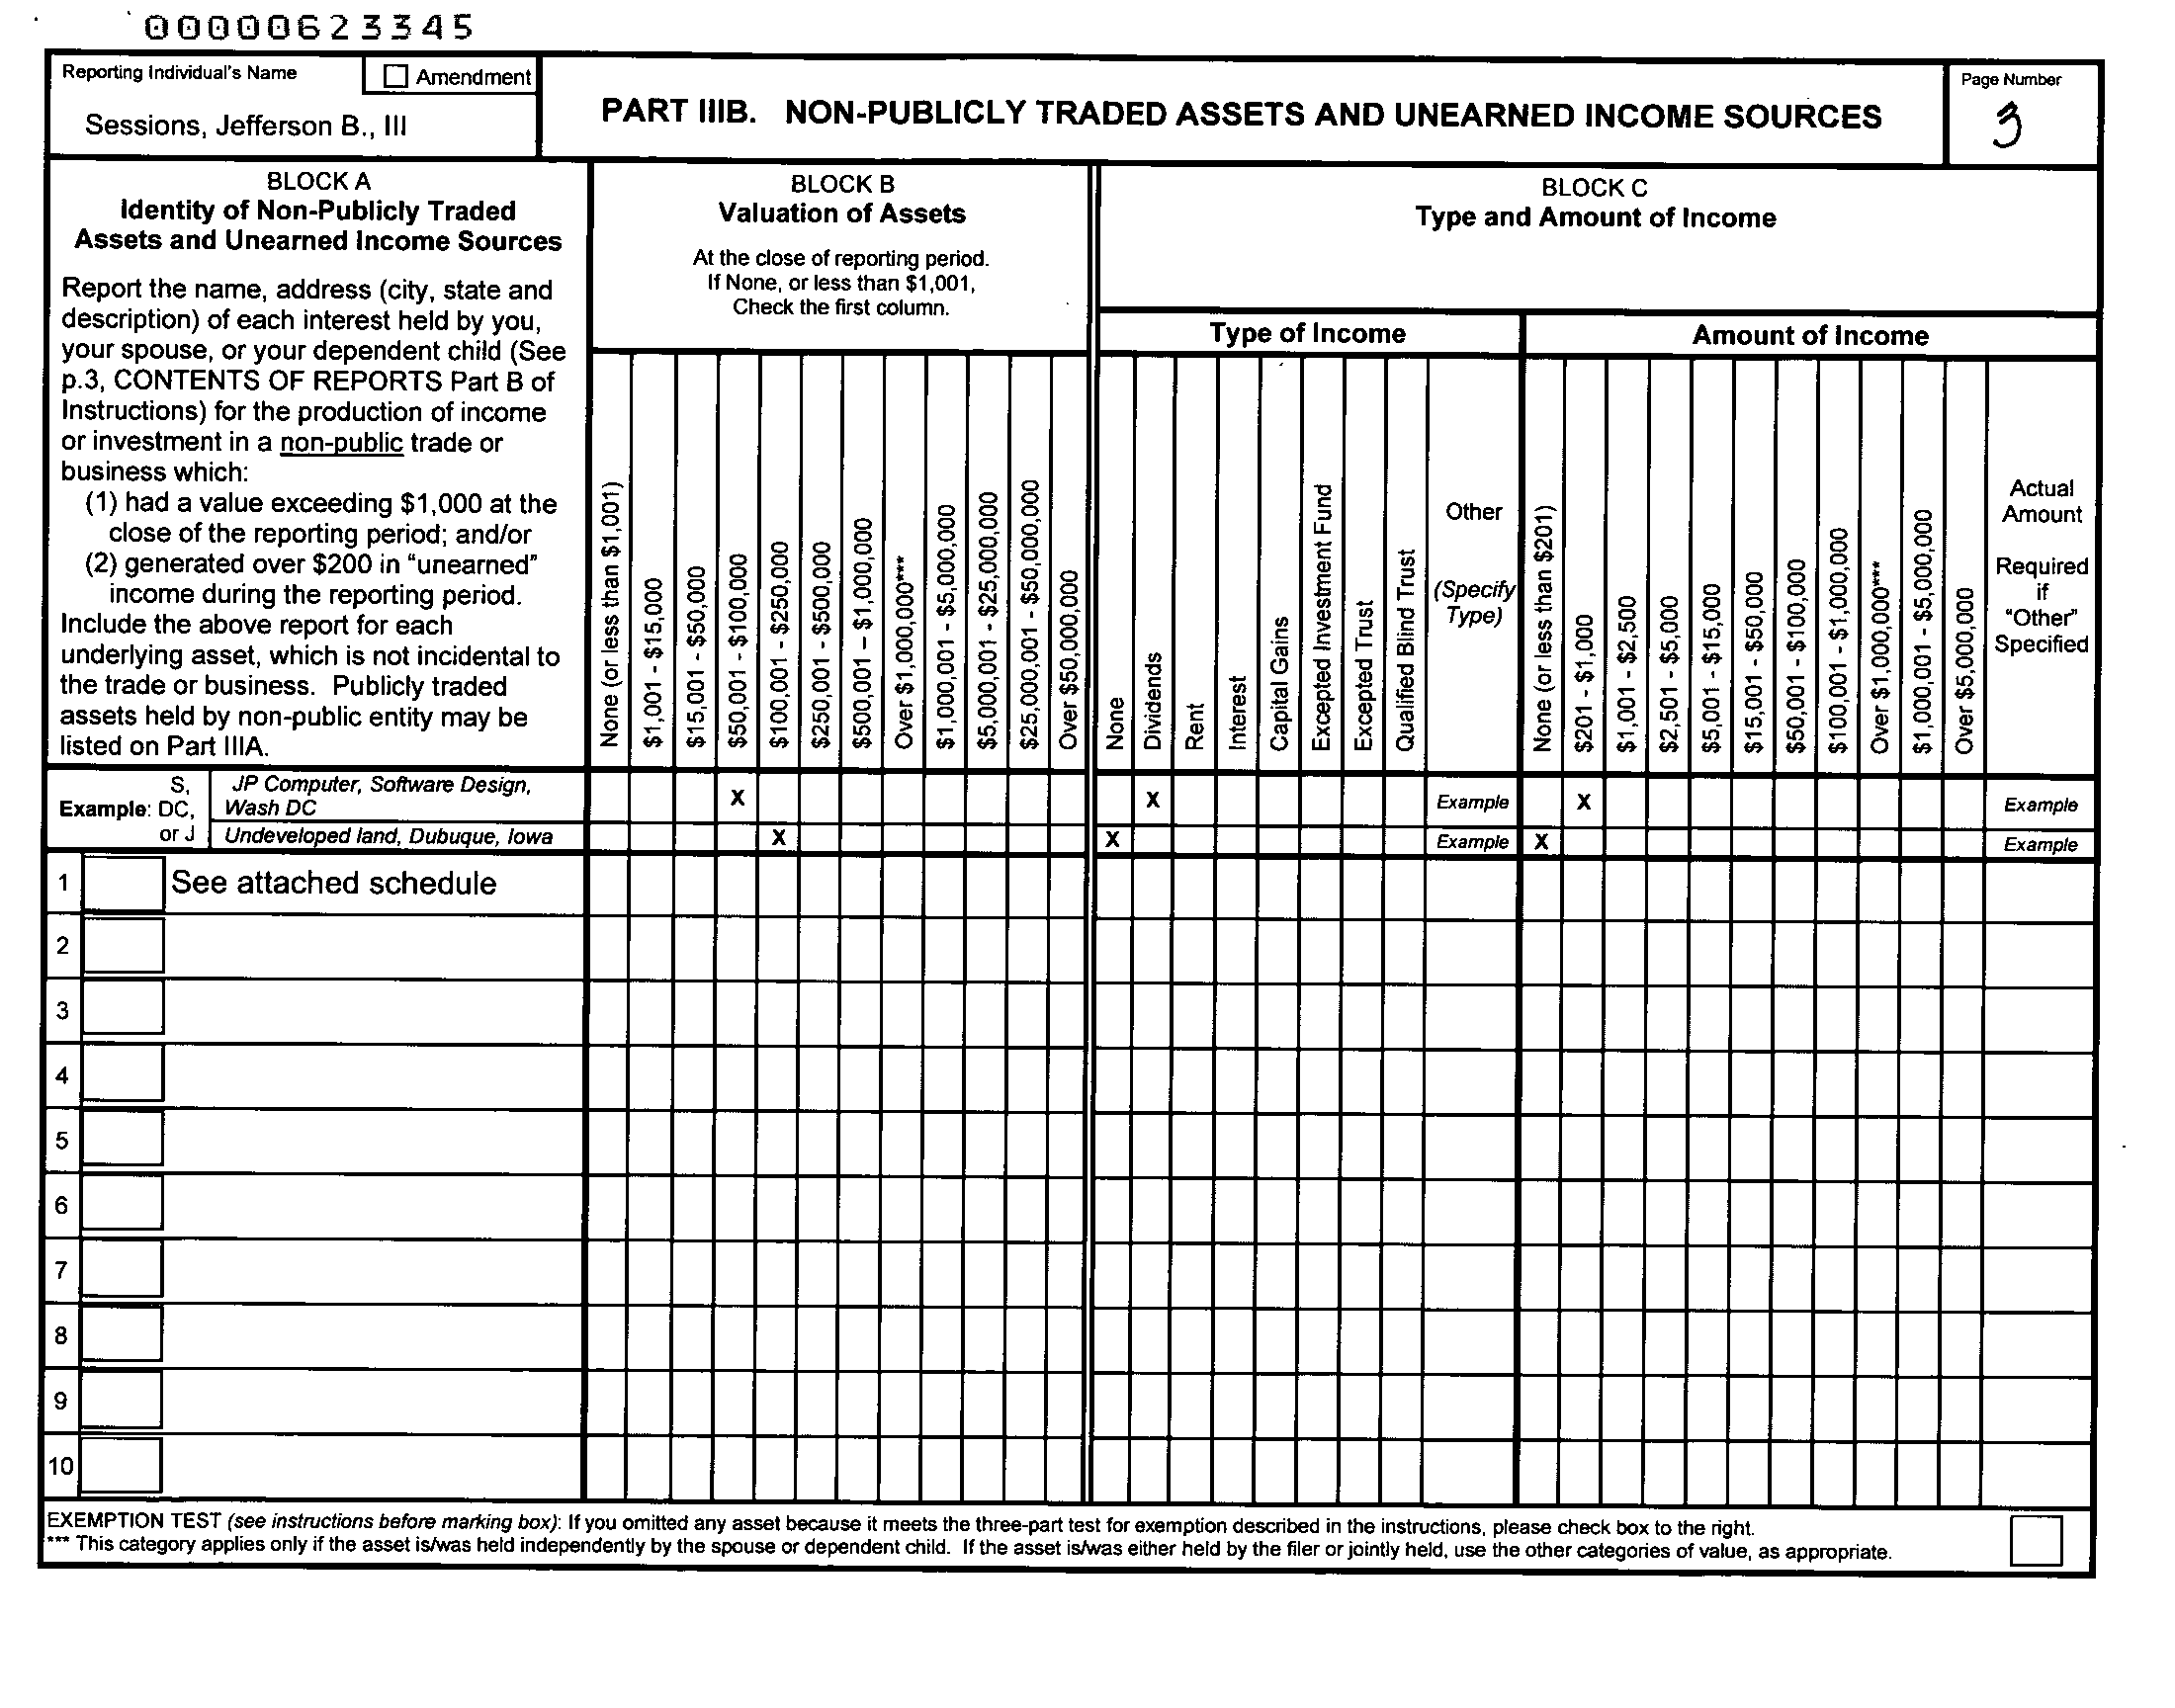 00000623345
Reporting Individual's Name
Amendment
Sessions, Jefferson B., III
PART IIIB. NON-PUBLICLY TRADED ASSETS AND UNEARNED INCOME SOURCES
Page Number
3
BLOCK A
Identity of Non-Publicly Traded
Assets and Unearned Income Sources
Report the name, address (city, state and
description) of each interest held by you,
your spouse, or your dependent child (See
p.3, CONTENTS OF REPORTS Part B of
Instructions) for the production of income
or investment in a non-public trade or
business which:
(1) had a value exceeding $1,000 at the
close of the reporting period; and/or
(2) generated over $200 in "unearned"
income during the reporting period.
Include the above report for each
underlying asset, which is not incidental to
the trade or business. Publicly traded
assets held by non-public entity may be
listed on Part IIIA.
BLOCK B
Valuation of Assets
At the close of reporting period.
If None, or less than $1,001,
Check the first column.
None (or less than $1,001)
$1,001 - $15,000
$15,001 - $50,000
$50,001 - $100,000
$100,001 - $250,000
$250,001 - $500,000
$500,001 – $1,000,000
Over $1,000,000***
$1,000,001 - $5,000,000
$5,000,001 - $25,000,000
$25,000,001 - $50,000,000
Over $50,000,000
BLOCK C
Type and Amount of Income
Type of Income
None
Dividends
Rent
Interest
Capital Gains
Excepted Investment Fund
Excepted Trust
Qualified Blind Trust
Other
(Specify
Type)
Amount of Income
None (or less than $201)
$201 - $1,000
$1,001 - $2,500
$2,501 - $5,000
$5,001 - $15,000
$15,001 - $50,000
$50,001 - $100,000
$100,001 - $1,000,000
Over $1,000,000***
$1,000,001 - $5,000,000
Over $5,000,000
Actual
Amount
Required
if
"Other"
Specified
S,
Example: DC,
or J
JP Computer, Software Design,
Wash DC
X
X
Example
X
Example
Undeveloped land, Dubuque, Iowa
X
X
Example
X
Example
1 See attached schedule
2
3
4
5
6
7
8
9
10
EXEMPTION TEST (see instructions before marking box): If you omitted any asset because it meets the three-part test for exemption described in the instructions, please check box to the right.
*** This category applies only if the asset is/was held independently by the spouse or dependent child. If the asset is/was either held by the filer or jointly held, use the other categories of value, as appropriate.